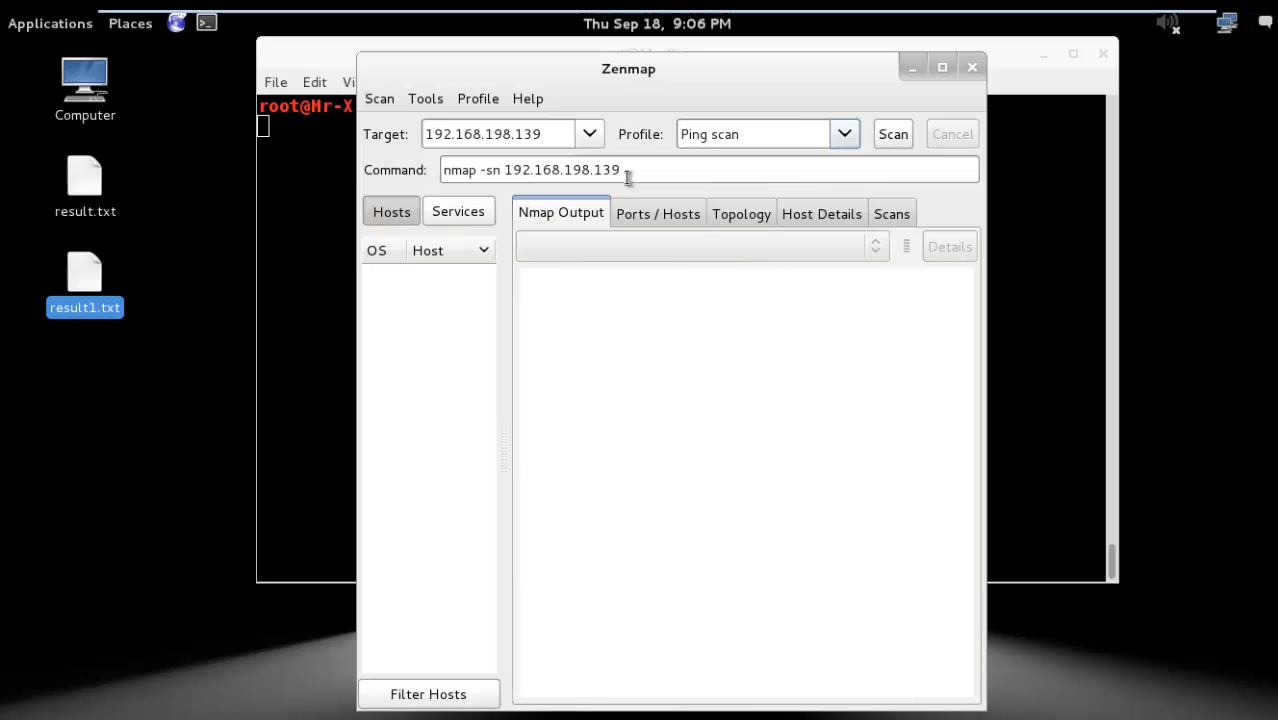 Applications Places Thu Sep 18, 9:06 PM
Computer
result.txt
result1.txt
File Edit Vi
root@Mr-X
Zenmap
Scan Tools Profile Help
Target: 192.168.198.139 Profile: Ping scan Scan Cancel
Command: nmap -sn 192.168.198.139
Hosts Services Nmap Output Ports / Hosts Topology Host Details Scans
OS Host Details
Filter Hosts